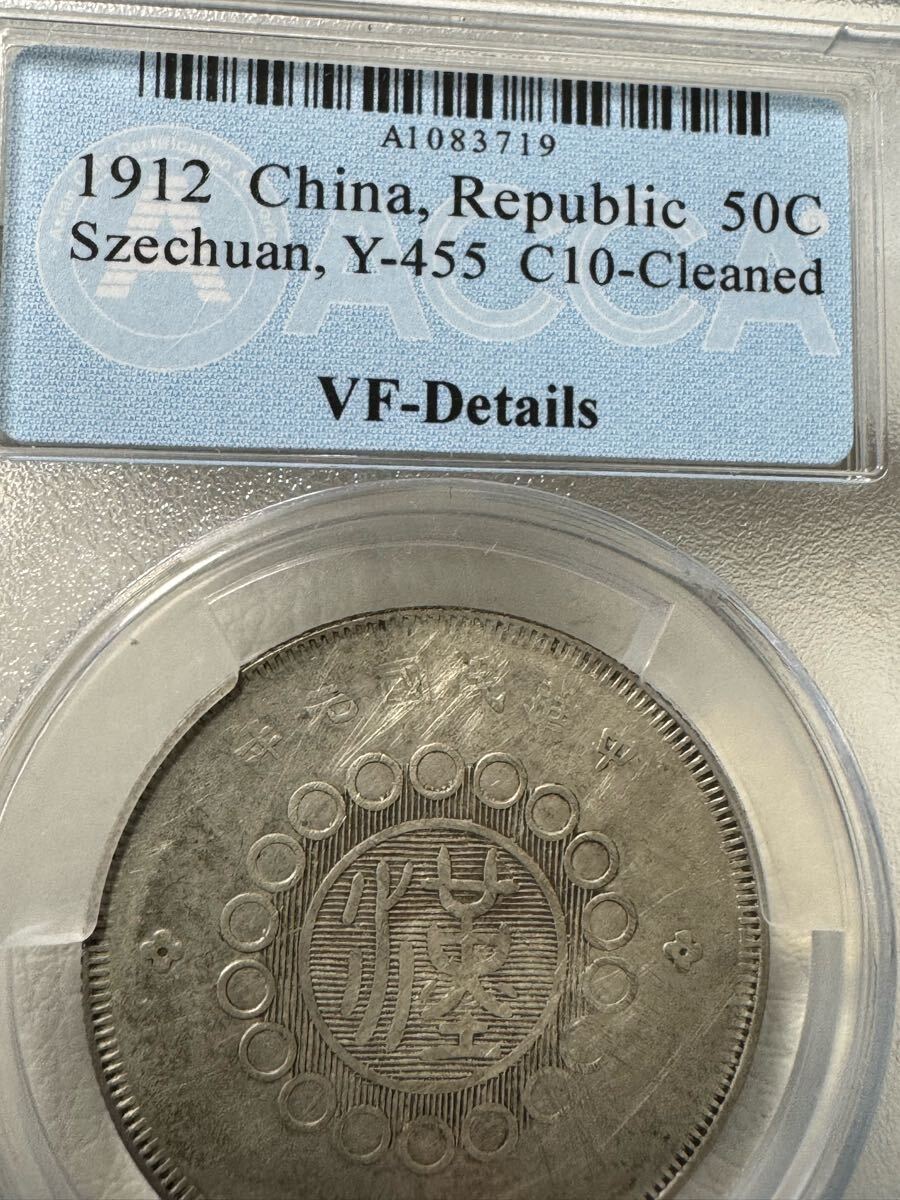 A1083719
1912 China, Republic 50C
Szechuan, Y-455 C10-Cleaned
ACCA
VF-Details
年元國民華中
漢